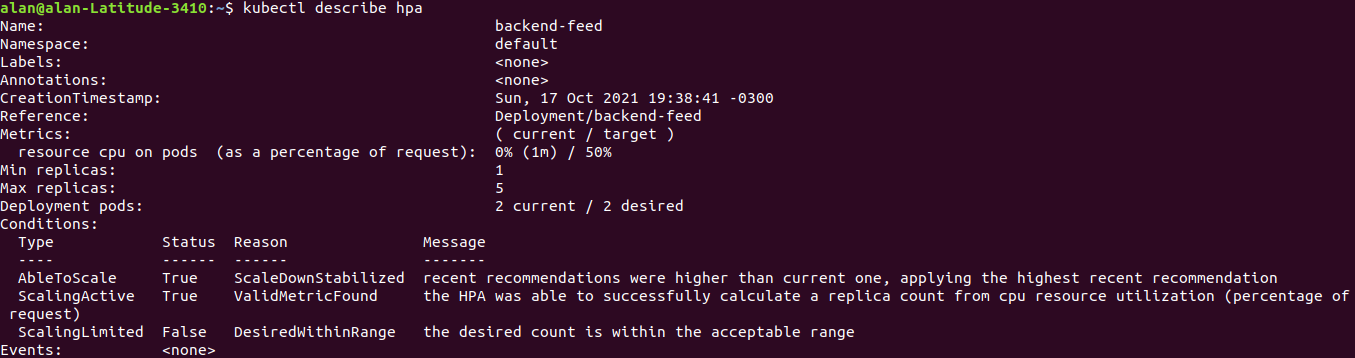 alan@alan-Latitude-3410:~$ kubectl describe hpa
Name:                                                  backend-feed
Namespace:                                             default
Labels:                                                <none>
Annotations:                                           <none>
CreationTimestamp:                                     Sun, 17 Oct 2021 19:38:41 -0300
Reference:                                             Deployment/backend-feed
Metrics:                                               ( current / target )
  resource cpu on pods  (as a percentage of request):  0% (1m) / 50%
Min replicas:                                          1
Max replicas:                                          5
Deployment pods:                                       2 current / 2 desired
Conditions:
  Type            Status  Reason               Message
  ----            ------  ------               -------
  AbleToScale     True    ScaleDownStabilized  recent recommendations were higher than current one, applying the highest recent recommendation
  ScalingActive   True    ValidMetricFound     the HPA was able to successfully calculate a replica count from cpu resource utilization (percentage of
 request)
  ScalingLimited  False   DesiredWithinRange   the desired count is within the acceptable range
Events:           <none>